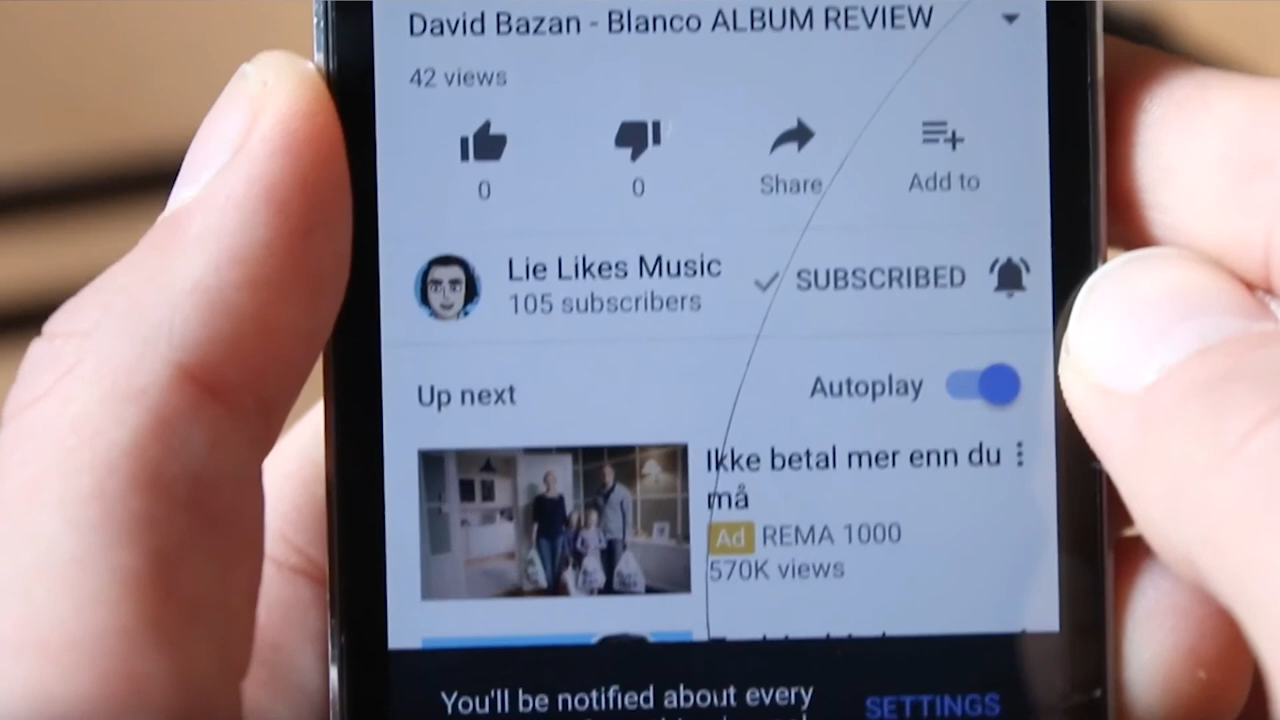 David Bazan - Blanco ALBUM REVIEW
42 views
0
0
Share
Add to
Lie Likes Music
SUBSCRIBED
105 subscribers
Up next
Autoplay
Ikke betal mer enn du
må
Ad REMA 1000
570K views
You'll be notified about every
SETTINGS